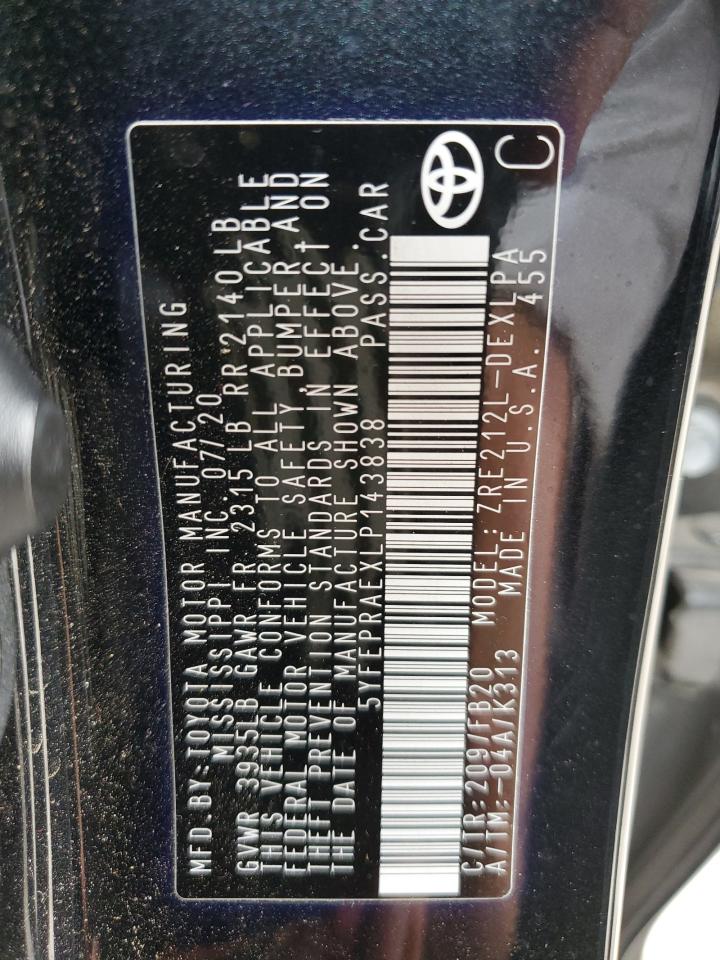 MFD.BY:TOYOTA MOTOR MANUFACTURING
MISSISSIPPI INC. 07/20
GVWR 3935LB GAWR FR 2315LB RR 2140LB
THIS VEHICLE CONFORMS TO ALL APPLICABLE
FEDERAL MOTOR VEHICLE SAFETY, BUMPER AND
THEFT PREVENTION STANDARDS IN EFFECT ON
THE DATE OF MANUFACTURE SHOWN ABOVE.
5YFEPRAEXLP143838 PASS.CAR
C/TR:209/FB20 MODEL:ZRE212L-DEXLPA
A/TM:-04A/K313 MADE IN U.S.A. 455
C